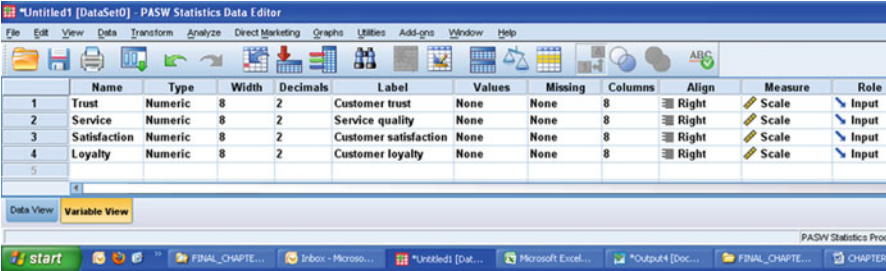 *Untitled1 [DataSet0] - PASW Statistics Data Editor
File Edit View Data Transform Analyze Direct Marketing Graphs Utilities Add-ons Window Help
Name Type Width Decimals Label Values Missing Columns Align Measure Role
1 Trust Numeric 8 2 Customer trust None None 8 Right Scale Input
2 Service Numeric 8 2 Service quality None None 8 Right Scale Input
3 Satisfaction Numeric 8 2 Customer satisfaction None None 8 Right Scale Input
4 Loyalty Numeric 8 2 Customer loyalty None None 8 Right Scale Input
5
Data View Variable View
PASW Statistics Proc
start FINAL_CHAPTE... Inbox - Microso... *Untitled1 [Dat... Microsoft Excel... *Output4 [Doc... FINAL_CHAPTE... CHAPTER